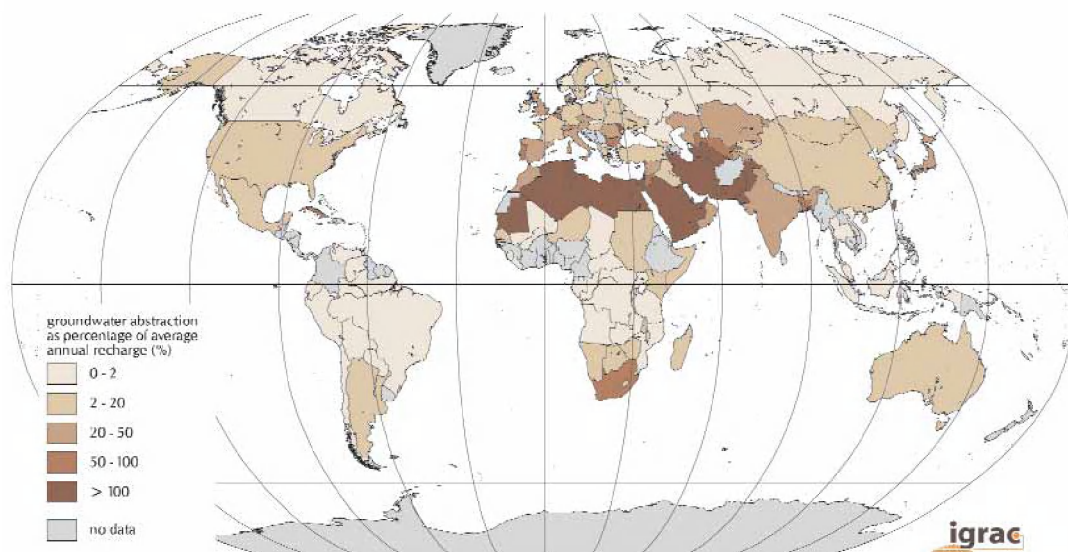 groundwater abstraction
as percentage of average
annual recharge (%)
0 - 2
2 - 20
20 - 50
50 - 100
> 100
no data
igrac